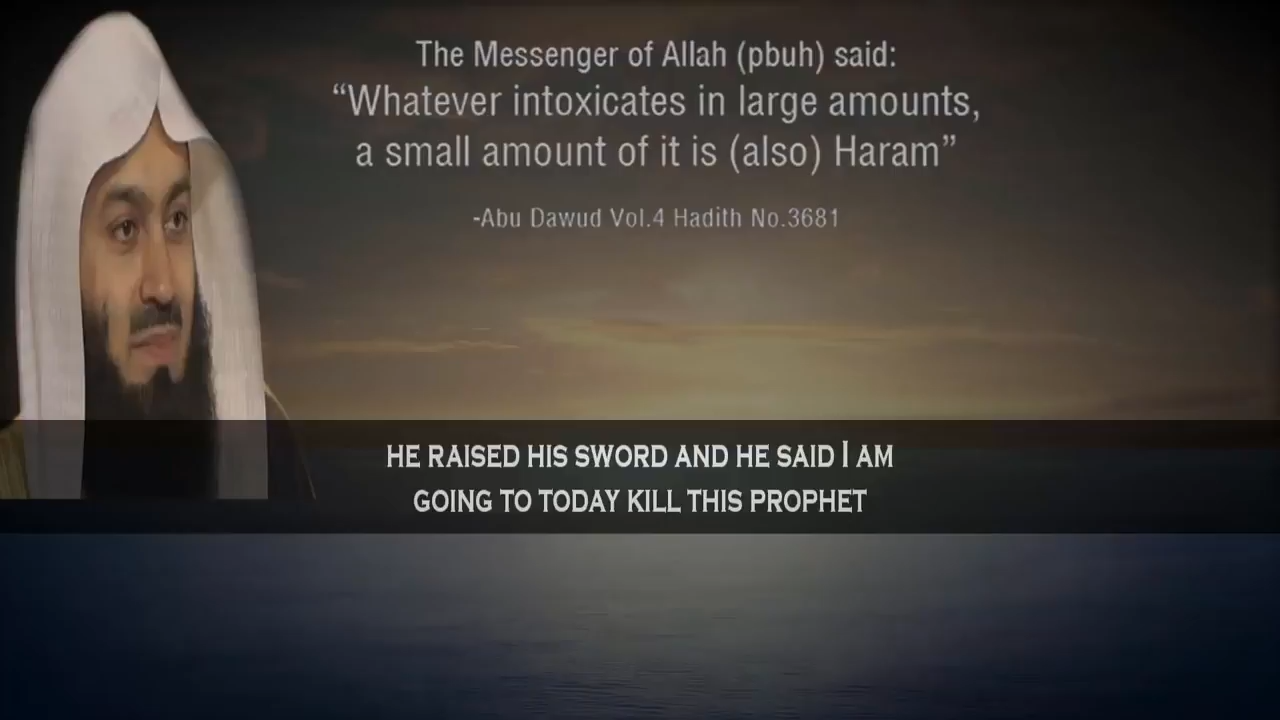 The Messenger of Allah (pbuh) said:
“Whatever intoxicates in large amounts,
a small amount of it is (also) Haram”
-Abu Dawud Vol.4 Hadith No.3681
HE RAISED HIS SWORD AND HE SAID I AM
GOING TO TODAY KILL THIS PROPHET